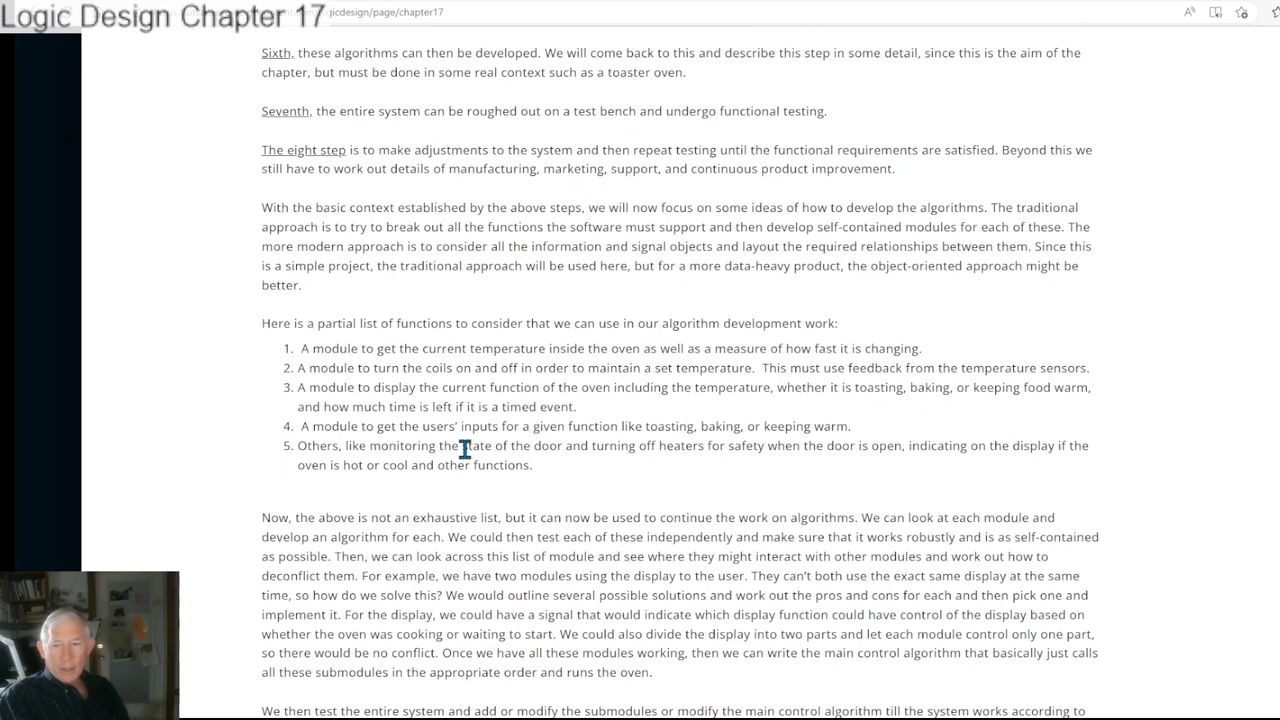 Logic Design Chapter 17
gicdesign/page/chapter17
Sixth, these algorithms can then be developed. We will come back to this and describe this step in some detail, since this is the aim of the
chapter, but must be done in some real context such as a toaster oven.
Seventh, the entire system can be roughed out on a test bench and undergo functional testing.
The eight step is to make adjustments to the system and then repeat testing until the functional requirements are satisfied. Beyond this we
still have to work out details of manufacturing, marketing, support, and continuous product improvement.
With the basic context established by the above steps, we will now focus on some ideas of how to develop the algorithms. The traditional
approach is to try to break out all the functions the software must support and then develop self-contained modules for each of these. The
more modern approach is to consider all the information and signal objects and layout the required relationships between them. Since this
is a simple project, the traditional approach will be used here, but for a more data-heavy product, the object-oriented approach might be
better.
Here is a partial list of functions to consider that we can use in our algorithm development work:
1. A module to get the current temperature inside the oven as well as a measure of how fast it is changing.
2. A module to turn the coils on and off in order to maintain a set temperature. This must use feedback from the temperature sensors.
3. A module to display the current function of the oven including the temperature, whether it is toasting, baking, or keeping food warm,
and how much time is left if it is a timed event.
4. A module to get the users' inputs for a given function like toasting, baking, or keeping warm.
5. Others, like monitoring the state of the door and turning off heaters for safety when the door is open, indicating on the display if the
oven is hot or cool and other functions.
Now, the above is not an exhaustive list, but it can now be used to continue the work on algorithms. We can look at each module and
develop an algorithm for each. We could then test each of these independently and make sure that it works robustly and is as self-contained
as possible. Then, we can look across this list of module and see where they might interact with other modules and work out how to
deconflict them. For example, we have two modules using the display to the user. They can't both use the exact same display at the same
time, so how do we solve this? We would outline several possible solutions and work out the pros and cons for each and then pick one and
implement it. For the display, we could have a signal that would indicate which display function could have control of the display based on
whether the oven was cooking or waiting to start. We could also divide the display into two parts and let each module control only one part,
so there would be no conflict. Once we have all these modules working, then we can write the main control algorithm that basically just calls
all these submodules in the appropriate order and runs the oven.
We then test the entire system and add or modify the submodules or modify the main control algorithm till the system works according to